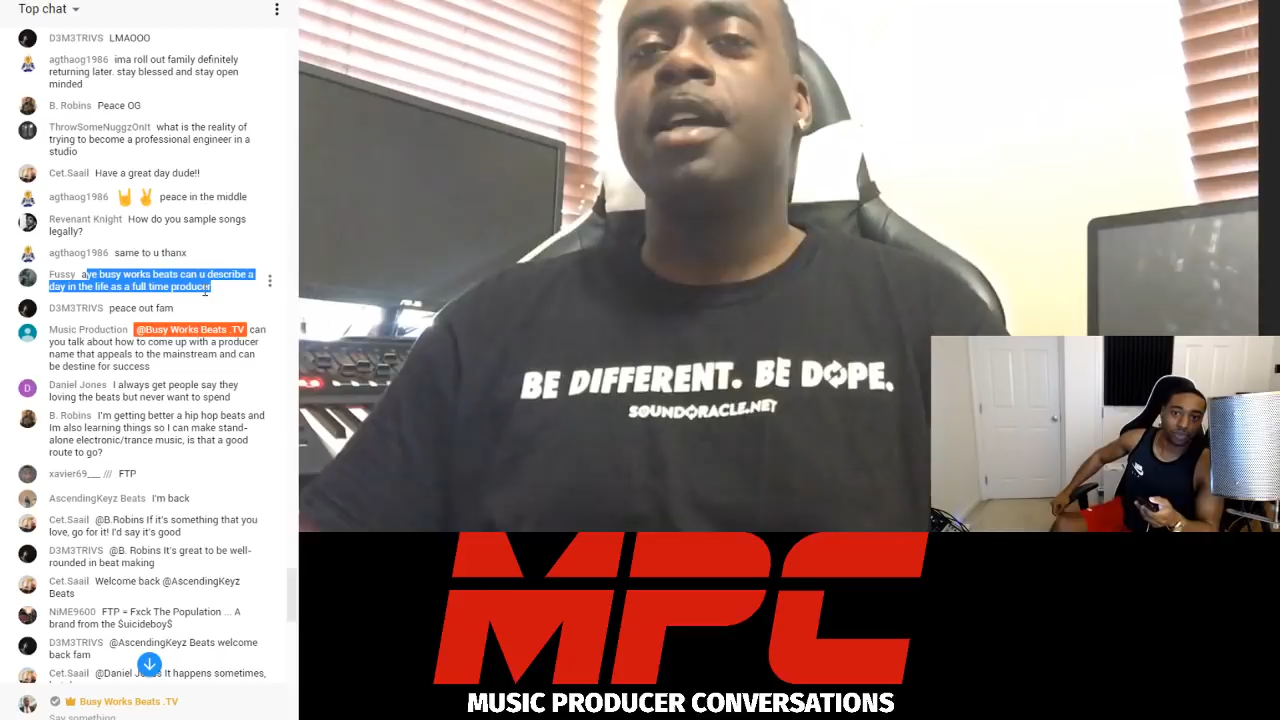 Top chat
D3M3TRIVS LMAOOO
agthaog1986 ima roll out family definitely
returning later. stay blessed and stay open
minded
B. Robins Peace OG
ThrowSomeNuggzOnIt what is the reality of
trying to become a professional engineer in a
studio
Cet.Saail Have a great day dude!!
agthaog1986 🤘 ✌ peace in the middle
Revenant Knight How do you sample songs
legally?
agthaog1986 same to u thanx
Fussy aye busy works beats can u describe a
day in the life as a full time producer
D3M3TRIVS peace out fam
Music Production @Busy Works Beats .TV can
you talk about how to come up with a producer
name that appeals to the mainstream and can
be destine for success
Daniel Jones I always get people say they
loving the beats but never want to spend
B. Robins I'm getting better a hip hop beats and
Im also learning things so I can make stand-
alone electronic/trance music, is that a good
route to go?
xavier69___ /// FTP
AscendingKeyz Beats I'm back
Cet.Saail @B.Robins If it's something that you
love, go for it! I'd say it's good
D3M3TRIVS @B. Robins It's great to be well-
rounded in beat making
Cet.Saail Welcome back @AscendingKeyz
Beats
NiME9600 FTP = Fxck The Population ... A
brand from the $uicideboy$
D3M3TRIVS @AscendingKeyz Beats welcome
back fam
Cet.Saail @Daniel It happens sometimes,
Busy Works Beats .TV
Say something
BE DIFFERENT. BE DOPE.
SOUNDORACLE.NET
MPC
MUSIC PRODUCER CONVERSATIONS